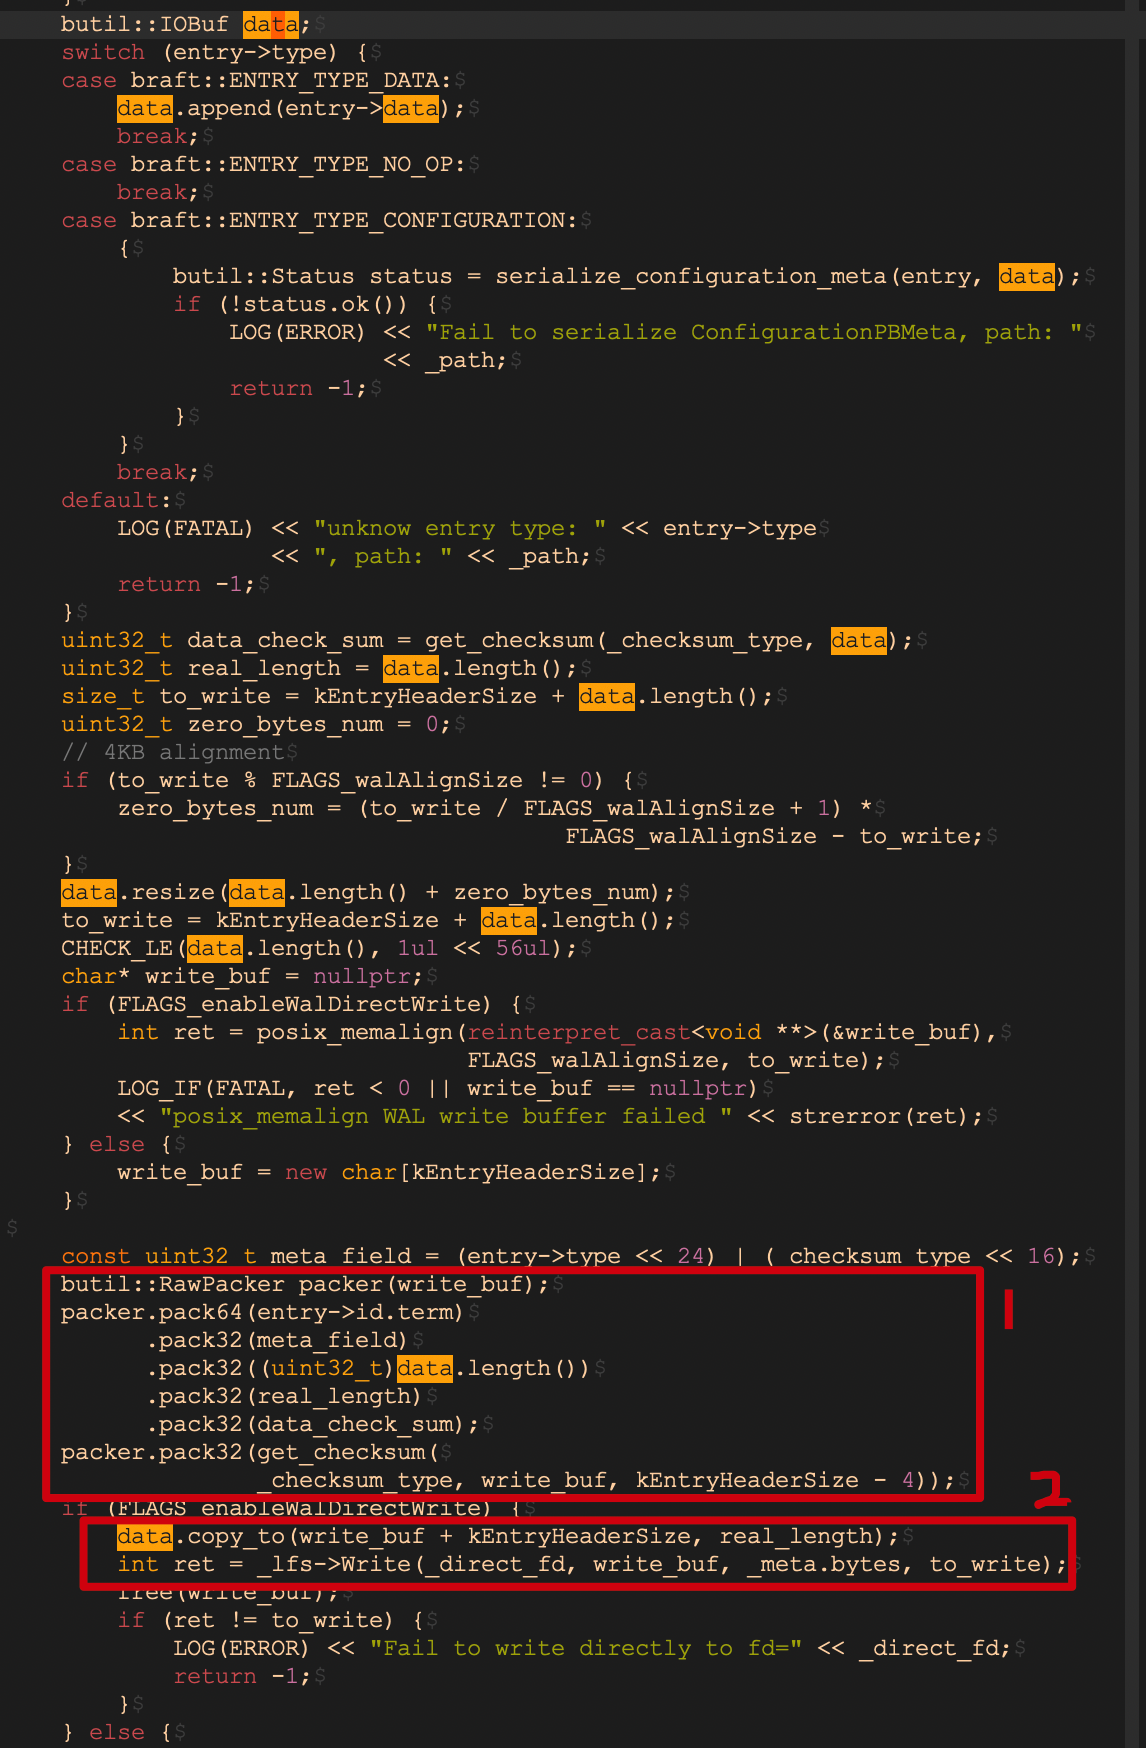 }$
butil::IOBuf data;$
switch (entry->type) {$
case braft::ENTRY_TYPE_DATA:$
data.append(entry->data);$
break;$
case braft::ENTRY_TYPE_NO_OP:$
break;$
case braft::ENTRY_TYPE_CONFIGURATION:$
{$
butil::Status status = serialize_configuration_meta(entry, data);$
if (!status.ok()) {$
LOG(ERROR) << "Fail to serialize ConfigurationPBMeta, path: "$
<< _path;$
return -1;$
}$
}$
break;$
default:$
LOG(FATAL) << "unknow entry type: " << entry->type$
<< ", path: " << _path;$
return -1;$
}$
uint32_t data_check_sum = get_checksum(_checksum_type, data);$
uint32_t real_length = data.length();$
size_t to_write = kEntryHeaderSize + data.length();$
uint32_t zero_bytes_num = 0;$
// 4KB alignment$
if (to_write % FLAGS_walAlignSize != 0) {$
zero_bytes_num = (to_write / FLAGS_walAlignSize + 1) *$
FLAGS_walAlignSize - to_write;$
}$
data.resize(data.length() + zero_bytes_num);$
to_write = kEntryHeaderSize + data.length();$
CHECK_LE(data.length(), 1ul << 56ul);$
char* write_buf = nullptr;$
if (FLAGS_enableWalDirectWrite) {$
int ret = posix_memalign(reinterpret_cast<void **>(&write_buf),$
FLAGS_walAlignSize, to_write);$
LOG_IF(FATAL, ret < 0 || write_buf == nullptr)$
<< "posix_memalign WAL write buffer failed " << strerror(ret);$
} else {$
write_buf = new char[kEntryHeaderSize];$
}$
$
const uint32_t meta_field = (entry->type << 24) | (_checksum_type << 16);$
butil::RawPacker packer(write_buf);$
1
packer.pack64(entry->id.term)$
.pack32(meta_field)$
.pack32((uint32_t)data.length())$
.pack32(real_length)$
.pack32(data_check_sum);$
packer.pack32(get_checksum($
_checksum_type, write_buf, kEntryHeaderSize - 4));$
2
if (FLAGS_enableWalDirectWrite) {$
data.copy_to(write_buf + kEntryHeaderSize, real_length);$
int ret = _lfs->Write(_direct_fd, write_buf, _meta.bytes, to_write);$
free(write_buf);$
if (ret != to_write) {$
LOG(ERROR) << "Fail to write directly to fd=" << _direct_fd;$
return -1;$
}$
} else {$